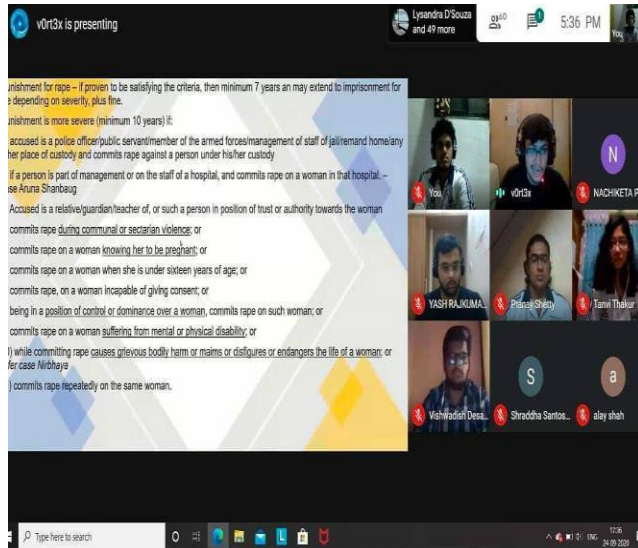 v0rt3x is presenting
Lysandra D'Souza
and 49 more
60
5:36 PM
You
unishment for rape – if proven to be satisfying the criteria, then minimum 7 years an may extend to imprisonment for
e depending on severity, plus fine.
unishment is more severe (minimum 10 years) if:
accused is a police officer/public servant/member of the armed forces/management of staff of jail/remand home/any
her place of custody and commits rape against a person under his/her custody
if a person is part of management or on the staff of a hospital, and commits rape on a woman in that hospital. –
se Aruna Shanbaug
Accused is a relative/guardian/teacher of, or such a person in position of trust or authority towards the woman
commits rape during communal or sectarian violence; or
commits rape on a woman knowing her to be pregnant; or
commits rape on a woman when she is under sixteen years of age; or
commits rape, on a woman incapable of giving consent; or
being in a position of control or dominance over a woman, commits rape on such woman; or
commits rape on a woman suffering from mental or physical disability; or
) while committing rape causes grievous bodily harm or maims or disfigures or endangers the life of a woman; or
fer case Nirbhaya
) commits rape repeatedly on the same woman.
N
You
v0rt3x
NACHIKETA P
YASH RAJKUMA...
Pranay Shetty
Tanvi Thakur
S
a
Vishwadish Desa...
Shraddha Santos...
alay shah
Type here to search
ENG
17:36
24-09-2020